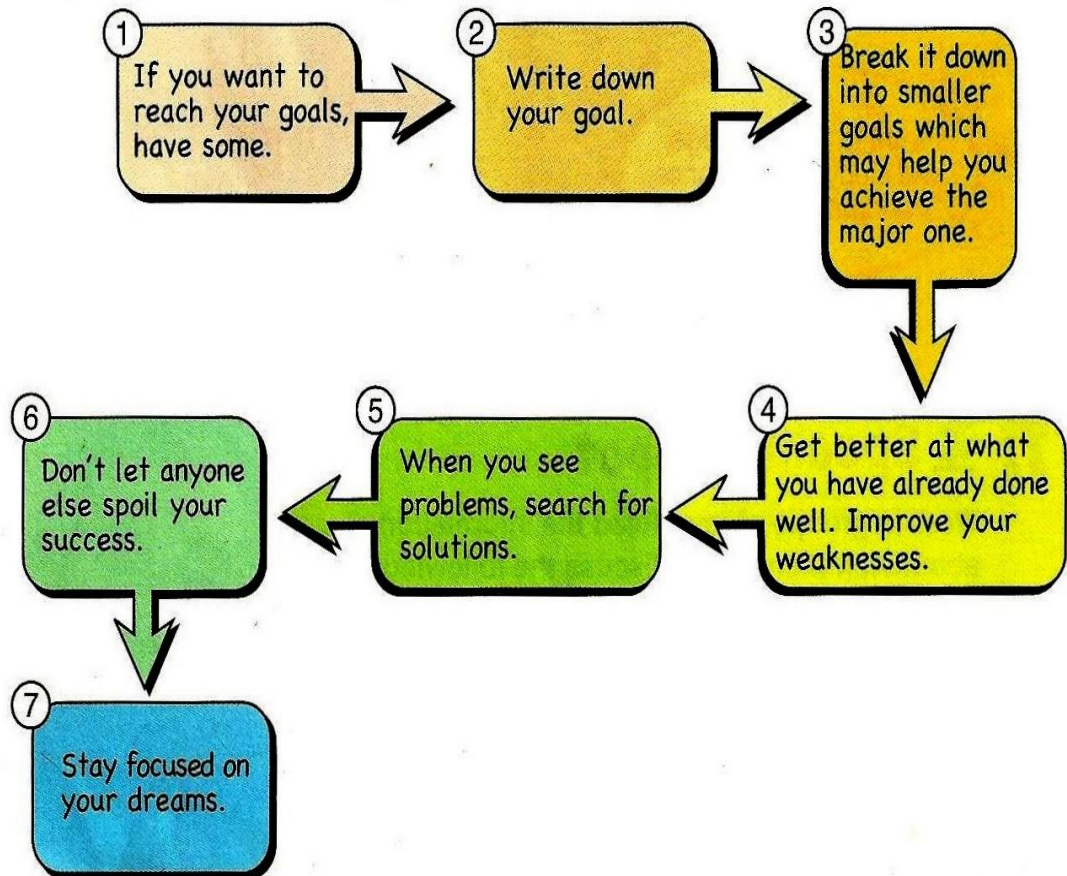 1
If you want to
reach your goals,
have some.
2
Write down
your goal.
3
Break it down
into smaller
goals which
may help you
achieve the
major one.
4
Get better at what
you have already done
well. Improve your
weaknesses.
5
When you see
problems, search for
solutions.
6
Don't let anyone
else spoil your
success.
7
Stay focused on
your dreams.